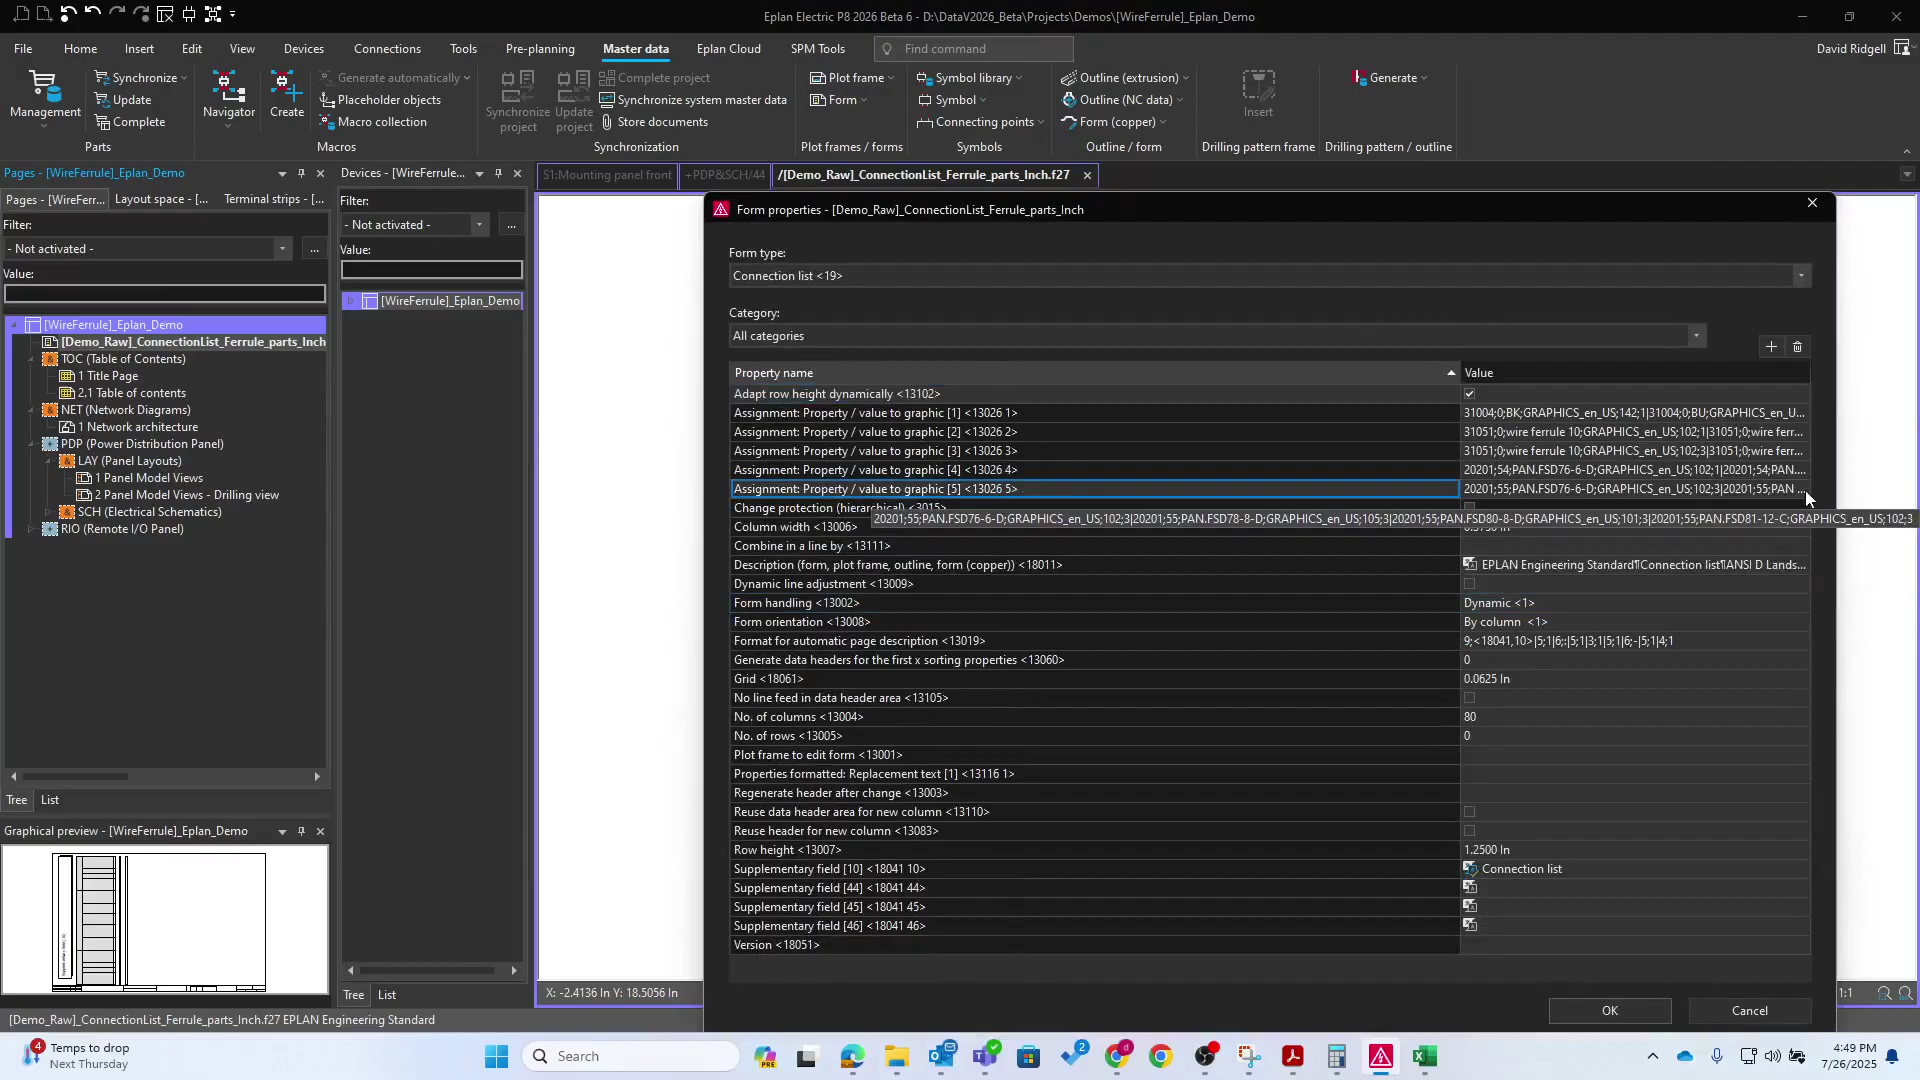 Eplan Electric P8 2026 Beta 6 - D:\DataV2026_Beta\Projects\Demos\[WireFerrule]_Eplan_Demo
File Home Insert Edit View Devices Connections Tools Pre-planning Master data Eplan Cloud SPM Tools Find command David Ridgell
Management
Synchronize
Update
Complete
Parts
Navigator
Create
Generate automatically
Placeholder objects
Macro collection
Macros
Synchronize project
Update project
Complete project
Synchronize system master data
Store documents
Synchronization
Plot frame
Form
Plot frames / forms
Symbol library
Symbol
Connecting points
Symbols
Outline (extrusion)
Outline (NC data)
Form (copper)
Outline / form
Insert
Drilling pattern frame
Generate
Drilling pattern / outline
Pages - [WireFerrule]_Eplan_Demo
Pages - [WireFerr... Layout space - [... Terminal strips - [...
Filter:
- Not activated -
...
Value:
[WireFerrule]_Eplan_Demo
[Demo_Raw]_ConnectionList_Ferrule_parts_Inch
TOC (Table of Contents)
1 Title Page
2,1 Table of contents
NET (Network Diagrams)
1 Network architecture
PDP (Power Distribution Panel)
LAY (Panel Layouts)
1 Panel Model Views
2 Panel Model Views - Drilling view
SCH (Electrical Schematics)
RIO (Remote I/O Panel)
Tree List
Graphical preview - [WireFerrule]_Eplan_Demo
Devices - [WireFerrule...
Filter:
- Not activated -
...
Value:
[WireFerrule]_Eplan_Demo
Tree List
S1:Mounting panel front +PDP&SCH/44 /[Demo_Raw]_ConnectionList_Ferrule_parts_Inch.f27
Form properties - [Demo_Raw]_ConnectionList_Ferrule_parts_Inch
Form type:
Connection list <19>
Category:
All categories
Property name Value
Adapt row height dynamically <13102>
Assignment: Property / value to graphic [1] <13026 1> 31004;0;BK;GRAPHICS_en_US;142;1|31004;0;BU;GRAPHICS_en_U...
Assignment: Property / value to graphic [2] <13026 2> 31051;0;wire ferrule 10;GRAPHICS_en_US;102;1|31051;0;wire ferr...
Assignment: Property / value to graphic [3] <13026 3> 31051;0;wire ferrule 10;GRAPHICS_en_US;102;3|31051;0;wire ferr...
Assignment: Property / value to graphic [4] <13026 4> 20201;54;PAN.FSD76-6-D;GRAPHICS_en_US;102;1|20201;54;PAN....
Assignment: Property / value to graphic [5] <13026 5> 20201;55;PAN.FSD76-6-D;GRAPHICS_en_US;102;3|20201;55;PAN ...
Change protection (hierarchical) <3015>
20201;55;PAN.FSD76-6-D;GRAPHICS_en_US;102;3|20201;55;PAN.FSD78-8-D;GRAPHICS_en_US;105;3|20201;55;PAN.FSD80-8-D;GRAPHICS_en_US;101;3|20201;55;PAN.FSD81-12-C;GRAPHICS_en_US;102;3
Column width <13006>
Combine in a line by <13111>
Description (form, plot frame, outline, form (copper)) <18011> EPLAN Engineering Standard¶Connection list¶ANSI D Lands...
Dynamic line adjustment <13009>
Form handling <13002> Dynamic <1>
Form orientation <13008> By column <1>
Format for automatic page description <13019> 9;<18041,10>|5;1|6;:|5;1|3;1|5;1|6;-|5;1|4;1
Generate data headers for the first x sorting properties <13060> 0
Grid <18061> 0.0625 In
No line feed in data header area <13105>
No. of columns <13004> 80
No. of rows <13005> 0
Plot frame to edit form <13001>
Properties formatted: Replacement text [1] <13116 1>
Regenerate header after change <13003>
Reuse data header area for new column <13110>
Reuse header for new column <13083>
Row height <13007> 1.2500 In
Supplementary field [10] <18041 10> Connection list
Supplementary field [44] <18041 44>
Supplementary field [45] <18041 45>
Supplementary field [46] <18041 46>
Version <18051>
OK Cancel
X: -2.4136 In Y: 18.5056 In
1:1
[Demo_Raw]_ConnectionList_Ferrule_parts_Inch.f27 EPLAN Engineering Standard
4
Temps to drop
Next Thursday
Search
PRE
2
d
4:49 PM
7/26/2025